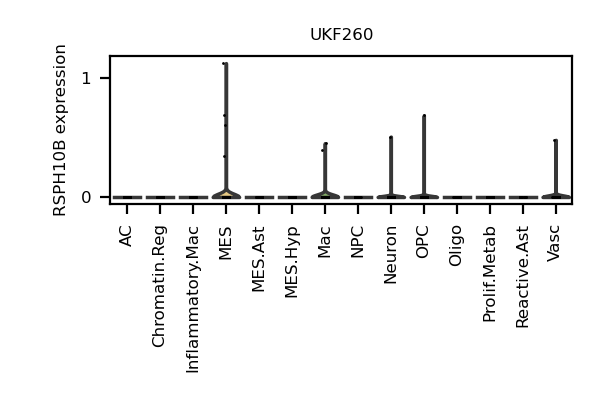 UKF260
RSPH10B expression
1
0
AC
Chromatin.Reg
Inflammatory.Mac
MES
MES.Ast
MES.Hyp
Mac
NPC
Neuron
OPC
Oligo
Prolif.Metab
Reactive.Ast
Vasc